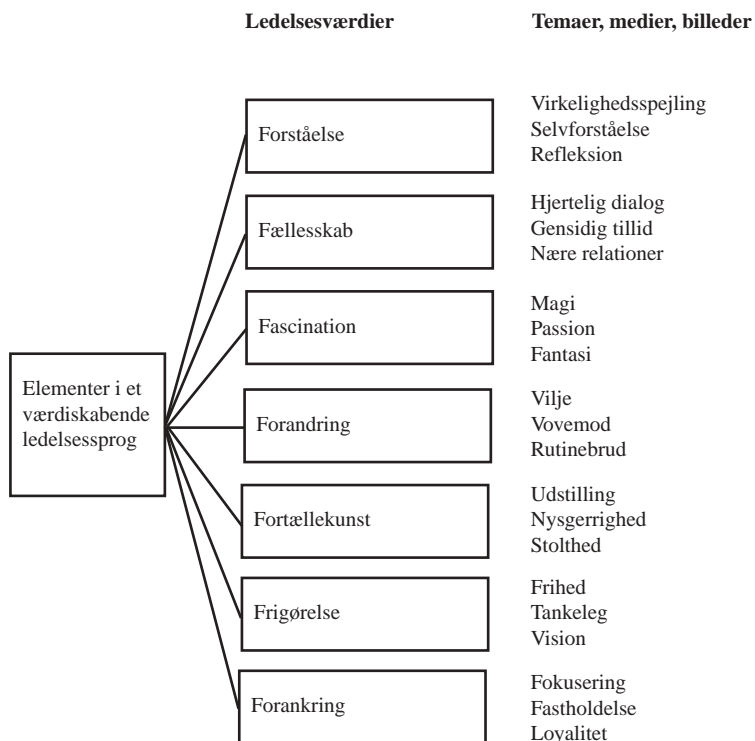 Ledelsesværdier
Temaer, medier, billeder
Forståelse
Virkelighedsspejling
Selvforståelse
Refleksion
Fællesskab
Hjertelig dialog
Gensidig tillid
Nære relationer
Fascination
Magi
Passion
Fantasi
Elementer i et
værdiskabende
ledelsessprog
Forandring
Vilje
Vovemod
Rutinebrud
Fortællekunst
Udstilling
Nysgerrighed
Stolthed
Frigørelse
Frihed
Tankeleg
Vision
Forankring
Fokusering
Fastholdelse
Loyalitet